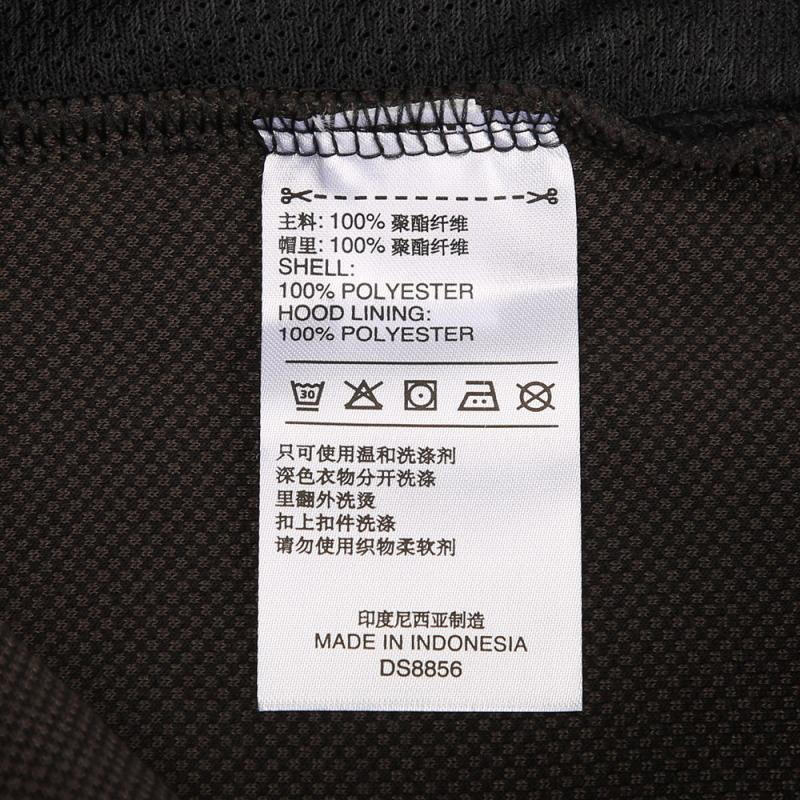 主料: 100% 聚酯纤维
帽里: 100% 聚酯纤维
SHELL:
100% POLYESTER
HOOD LINING:
100% POLYESTER
30
只可使用温和洗涤剂
深色衣物分开洗涤
里翻外洗烫
扣上扣件洗涤
请勿使用织物柔软剂
印度尼西亚制造
MADE IN INDONESIA
DS8856